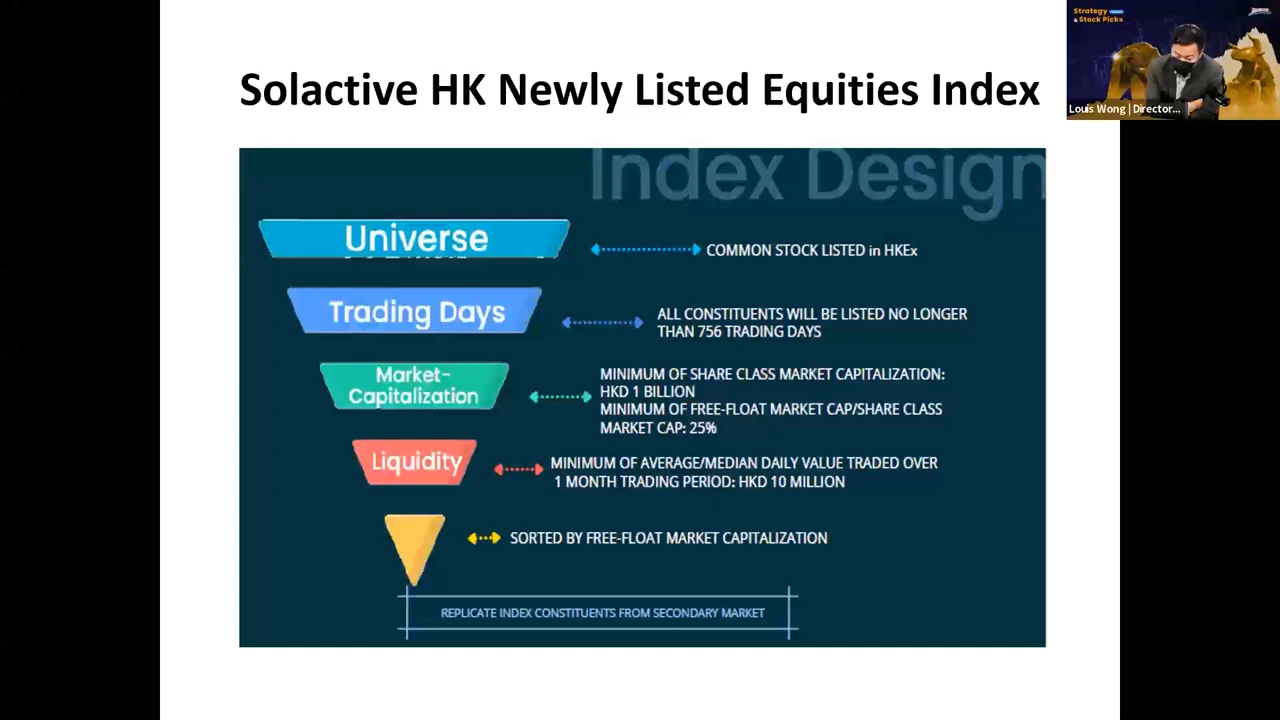 Solactive HK Newly Listed Equities Index
Strategy
& Stock Picks
Louis Wong | Director...
Index Design
Universe
COMMON STOCK LISTED in HKEx
Trading Days
ALL CONSTITUENTS WILL BE LISTED NO LONGER
THAN 756 TRADING DAYS
Market-
Capitalization
MINIMUM OF SHARE CLASS MARKET CAPITALIZATION:
HKD 1 BILLION
MINIMUM OF FREE-FLOAT MARKET CAP/SHARE CLASS
MARKET CAP: 25%
Liquidity
MINIMUM OF AVERAGE/MEDIAN DAILY VALUE TRADED OVER
1 MONTH TRADING PERIOD: HKD 10 MILLION
SORTED BY FREE-FLOAT MARKET CAPITALIZATION
REPLICATE INDEX CONSTITUENTS FROM SECONDARY MARKET